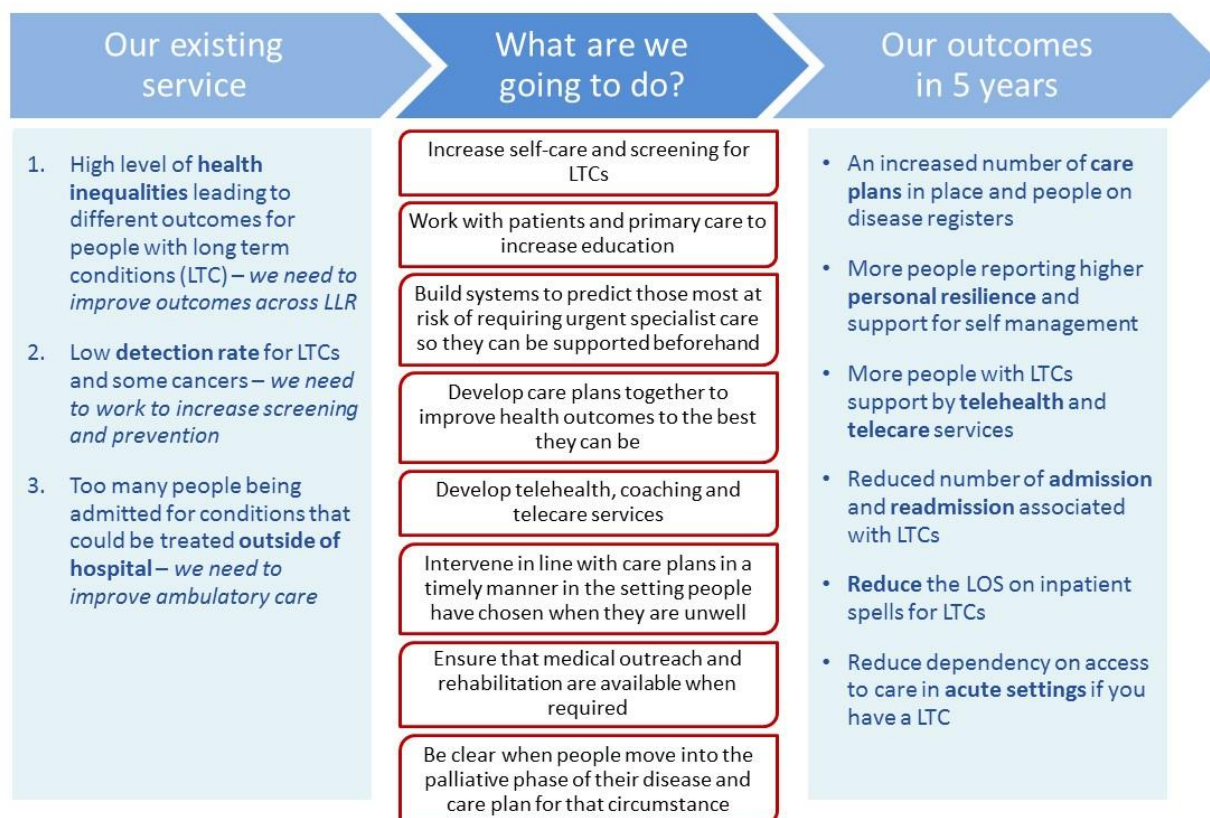 Our existing
service
What are we
going to do?
Our outcomes
in 5 years
1. High level of health
inequalities leading to
different outcomes for
people with long term
conditions (LTC) – we need to
improve outcomes across LLR
2. Low detection rate for LTCs
and some cancers – we need
to work to increase screening
and prevention
3. Too many people being
admitted for conditions that
could be treated outside of
hospital – we need to
improve ambulatory care
Increase self-care and screening for
LTCs
Work with patients and primary care to
increase education
Build systems to predict those most at
risk of requiring urgent specialist care
so they can be supported beforehand
Develop care plans together to
improve health outcomes to the best
they can be
Develop telehealth, coaching and
telecare services
Intervene in line with care plans in a
timely manner in the setting people
have chosen when they are unwell
Ensure that medical outreach and
rehabilitation are available when
required
Be clear when people move into the
palliative phase of their disease and
care plan for that circumstance
• An increased number of care
plans in place and people on
disease registers
• More people reporting higher
personal resilience and
support for self management
• More people with LTCs
support by telehealth and
telecare services
• Reduced number of admission
and readmission associated
with LTCs
• Reduce the LOS on inpatient
spells for LTCs
• Reduce dependency on access
to care in acute settings if you
have a LTC